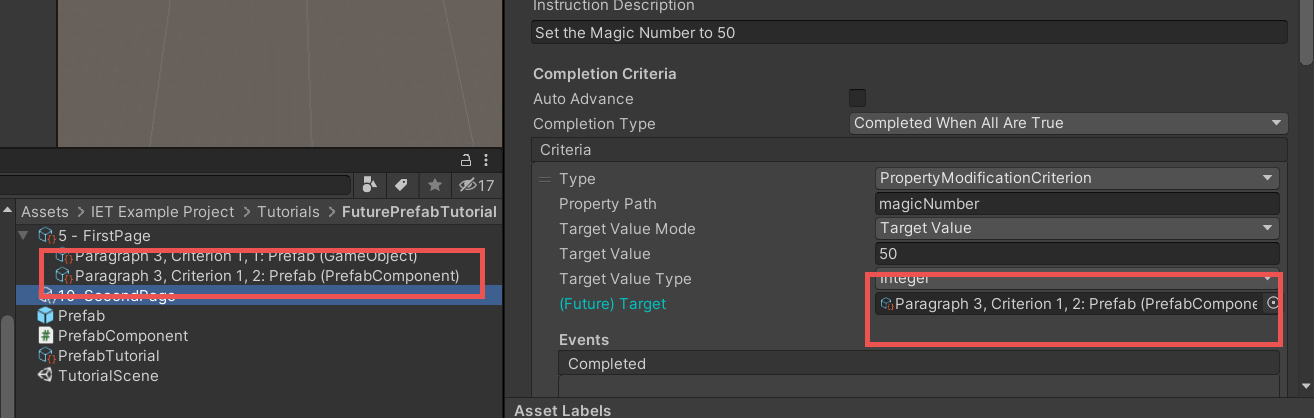 Instruction Description
Set the Magic Number to 50
Completion Criteria
Auto Advance
Completion Type
Completed When All Are True
Criteria
Type
PropertyModificationCriterion
Property Path
magicNumber
Target Value Mode
Target Value
Target Value
50
Target Value Type
Integer
(Future) Target
Paragraph 3, Criterion 1, 2: Prefab (PrefabCompone
Events
Completed
Asset Labels
17
Assets > IET Example Project > Tutorials > FuturePrefabTutorial
5 - FirstPage
Paragraph 3, Criterion 1, 1: Prefab (GameObject)
Paragraph 3, Criterion 1, 2: Prefab (PrefabComponent)
10- SecondPage
Prefab
PrefabComponent
PrefabTutorial
TutorialScene